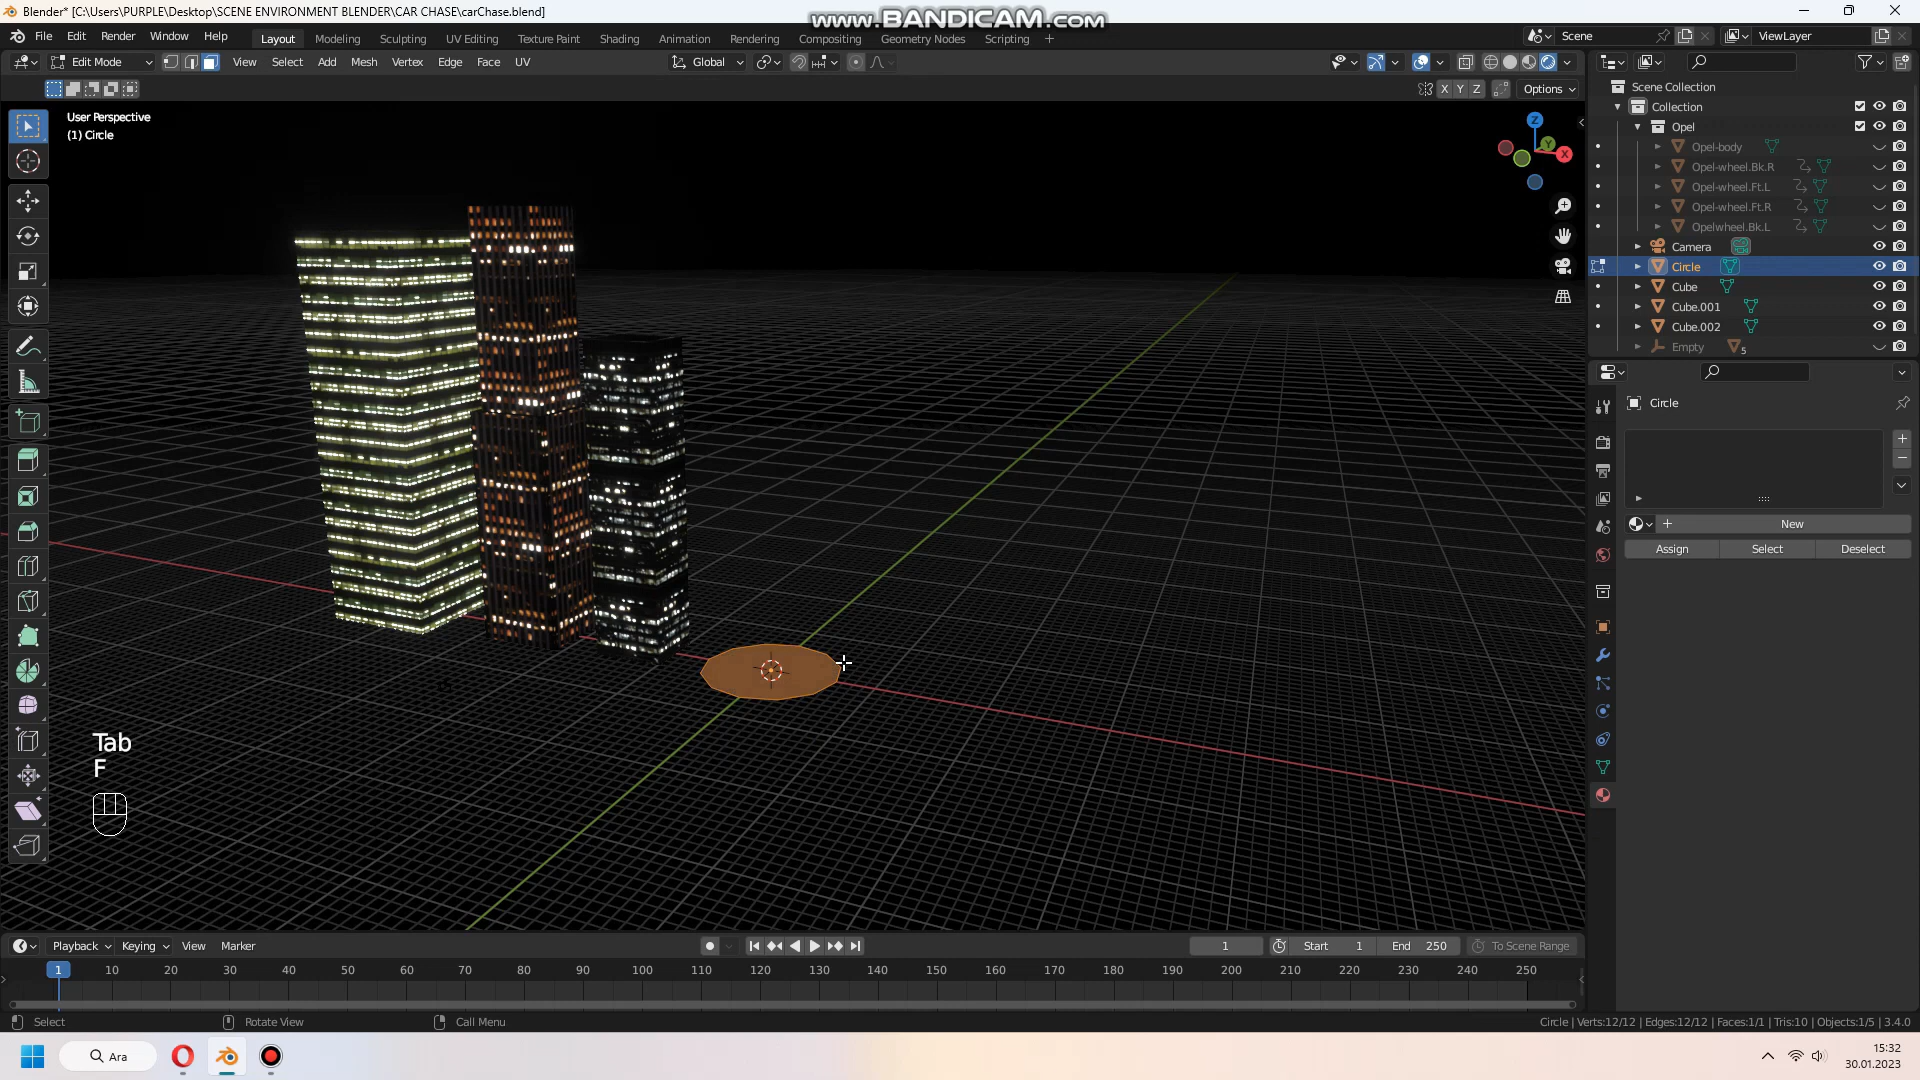 Blender* [C:\Users\PURPLE\Desktop\SCENE ENVIRONMENT BLENDER\CAR CHASE\carChase.blend]
www.BANDICAM.com
File Edit Render Window Help Layout Modeling Sculpting UV Editing Texture Paint Shading Animation Rendering Compositing Geometry Nodes Scripting + Scene ViewLayer
Edit Mode View Select Add Mesh Vertex Edge Face UV Global
X Y Z Options
User Perspective
(1) Circle
Z
Y
X
Scene Collection
Collection
Opel
Opel-body
Opel-wheel.Bk.R
Opel-wheel.Ft.L
Opel-wheel.Ft.R
Opelwheel.Bk.L
Camera
Circle
Cube
Cube.001
Cube.002
Empty 5
Circle
New
Assign Select Deselect
Tab
F
Playback Keying View Marker 1 Start 1 End 250 To Scene Range
1 10 20 30 40 50 60 70 80 90 100 110 120 130 140 150 160 170 180 190 200 210 220 230 240 250
Select Rotate View Call Menu Circle | Verts:12/12 | Edges:12/12 | Faces:1/1 | Tris:10 | Objects:1/5 | 3.4.0
Ara
15:32
30.01.2023